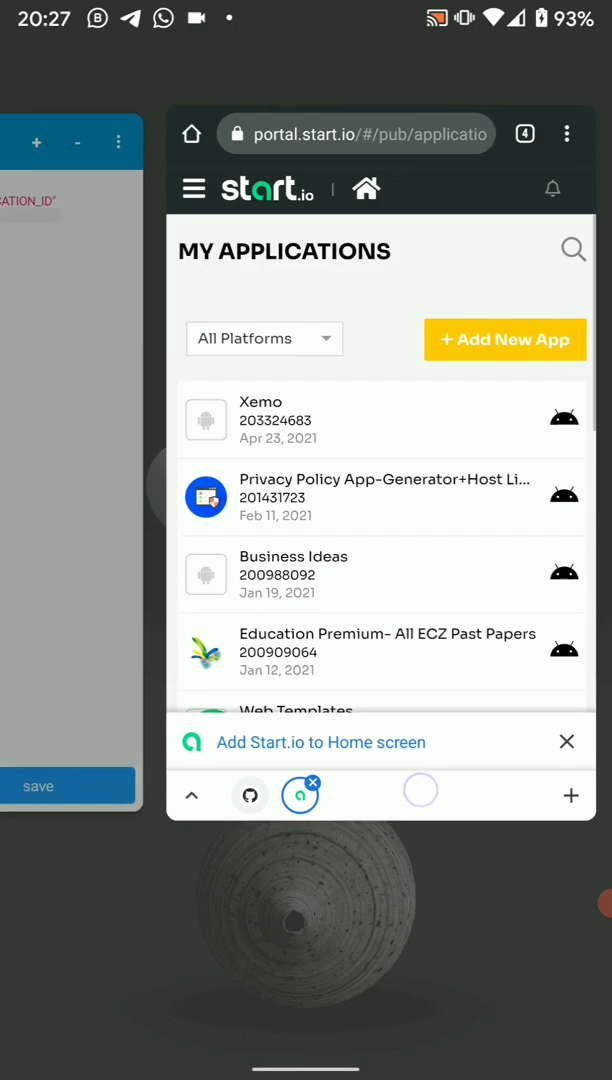 20:27
93%
+ -
CATION_ID"
save
portal.start.io/#/pub/applicatio
4
start.io
MY APPLICATIONS
All Platforms
+ Add New App
Xemo
203324683
Apr 23, 2021
Privacy Policy App-Generator+Host Li...
201431723
Feb 11, 2021
Business Ideas
200988092
Jan 19, 2021
Education Premium- All ECZ Past Papers
200909064
Jan 12, 2021
Web Templates
Add Start.io to Home screen